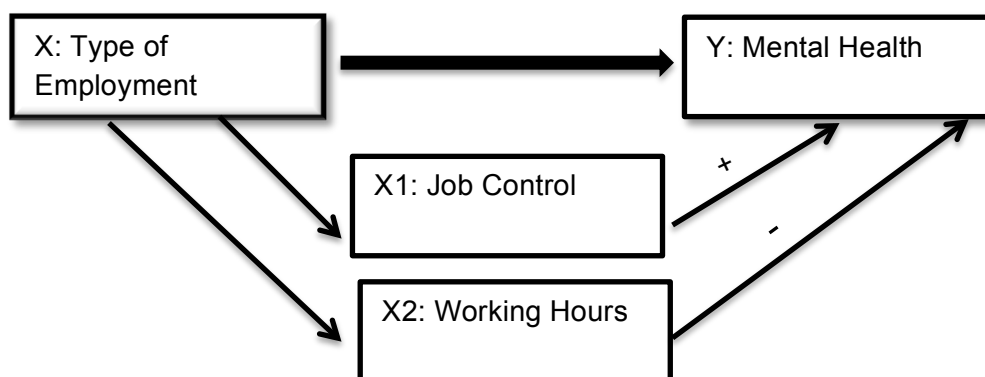 X: Type of
Employment
Y: Mental Health
X1: Job Control
+
-
X2: Working Hours